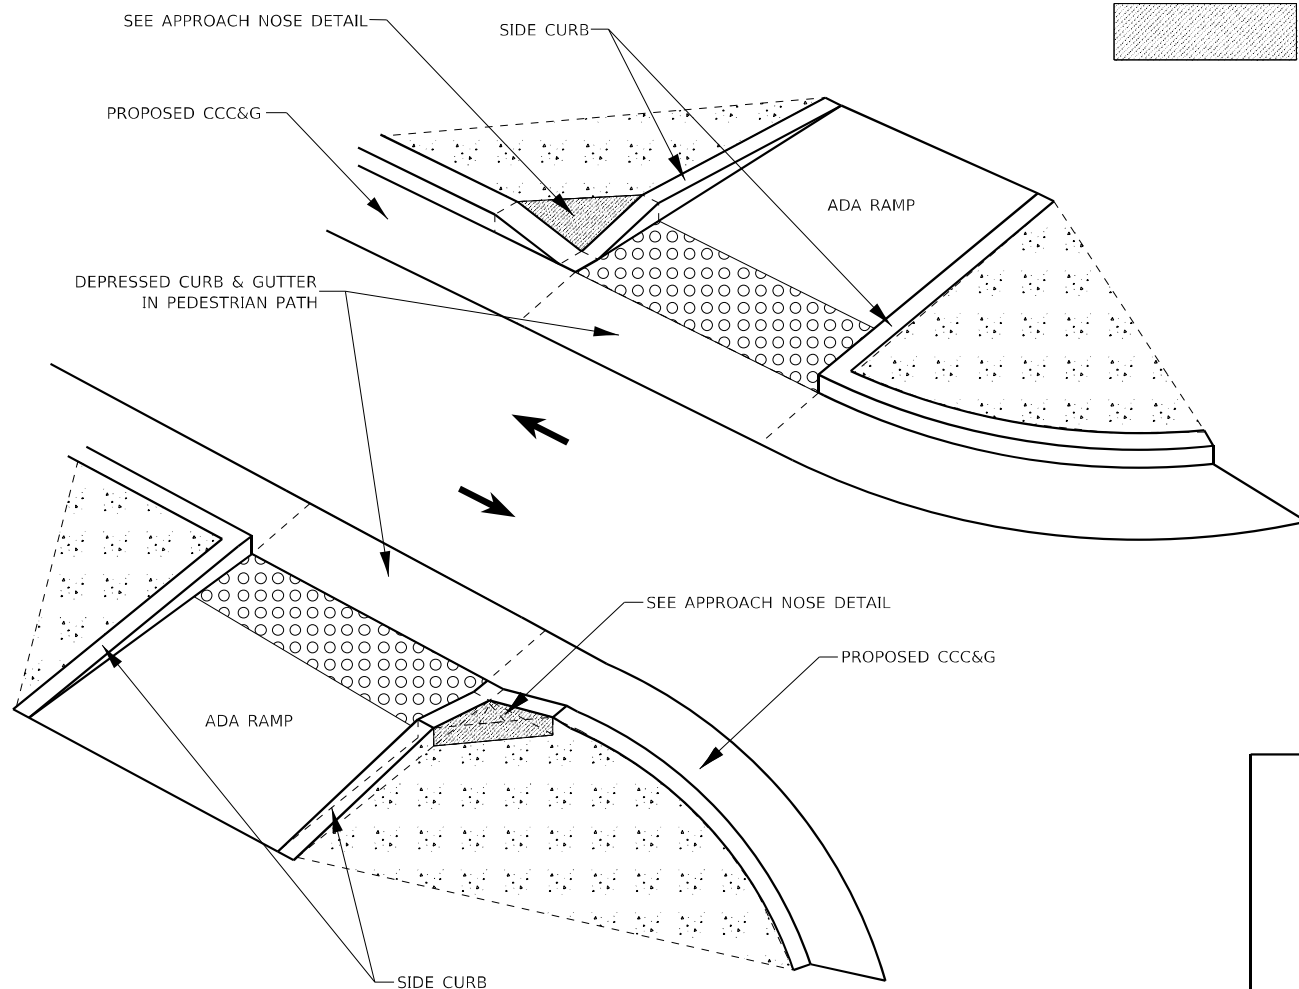 SEE APPROACH NOSE DETAIL
SIDE CURB
PROPOSED CCC&G
ADA RAMP
DEPRESSED CURB & GUTTER
IN PEDESTRIAN PATH
SEE APPROACH NOSE DETAIL
PROPOSED CCC&G
ADA RAMP
SIDE CURB